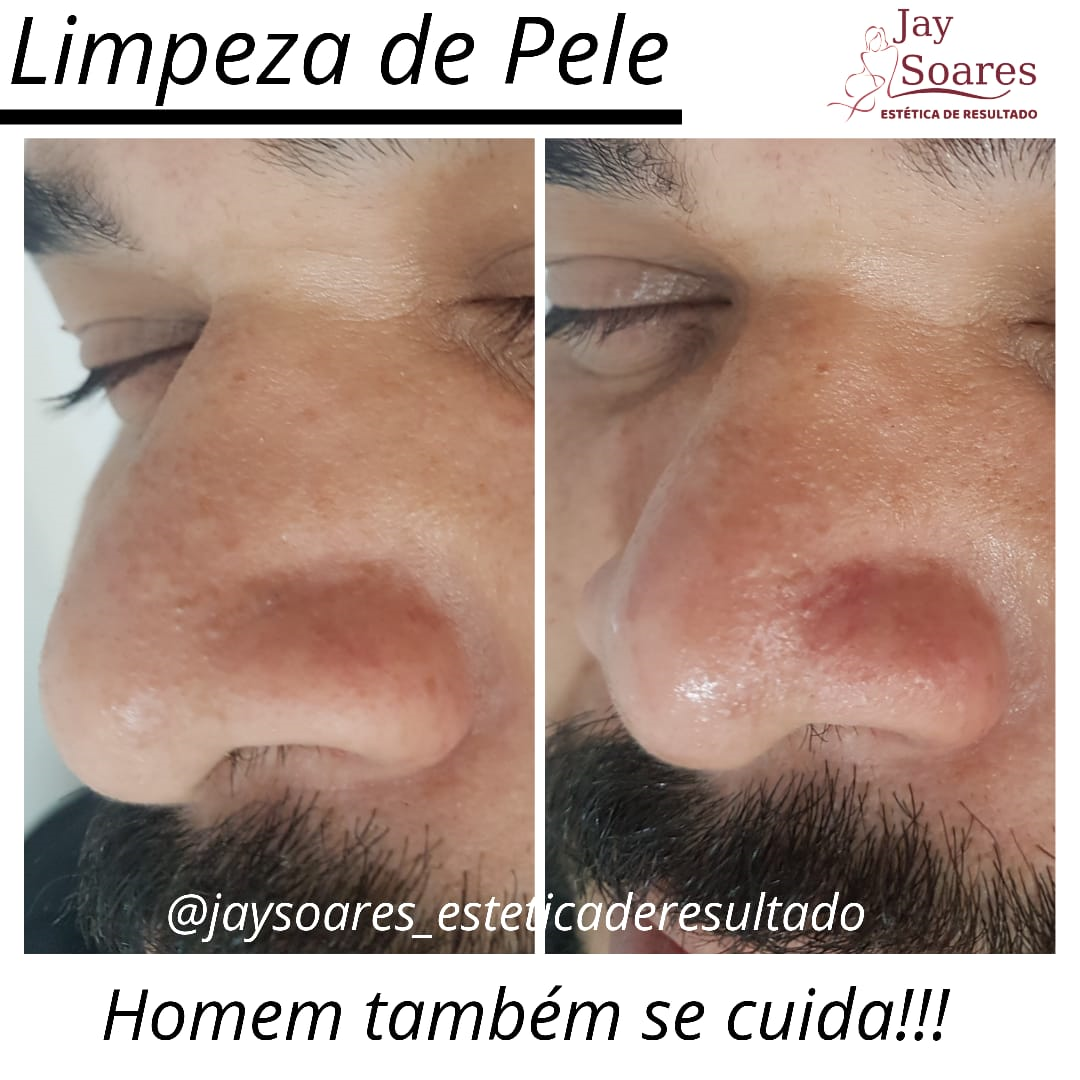 Limpeza de Pele
Jay
Soares
ESTÉTICA DE RESULTADO
@jaysoares_esteticaderesultado
Homem também se cuida!!!